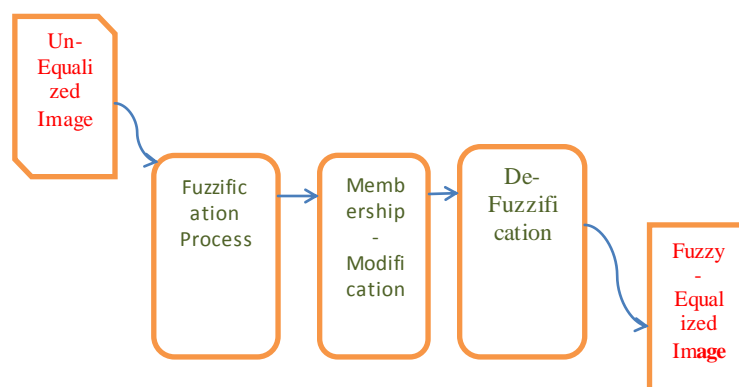 Un-
Equali
zed
Image
Fuzzific
ation
Process
Memb
ership
-
Modifi
cation
De-
Fuzzifi
cation
Fuzzy
-
Equal
ized
Image